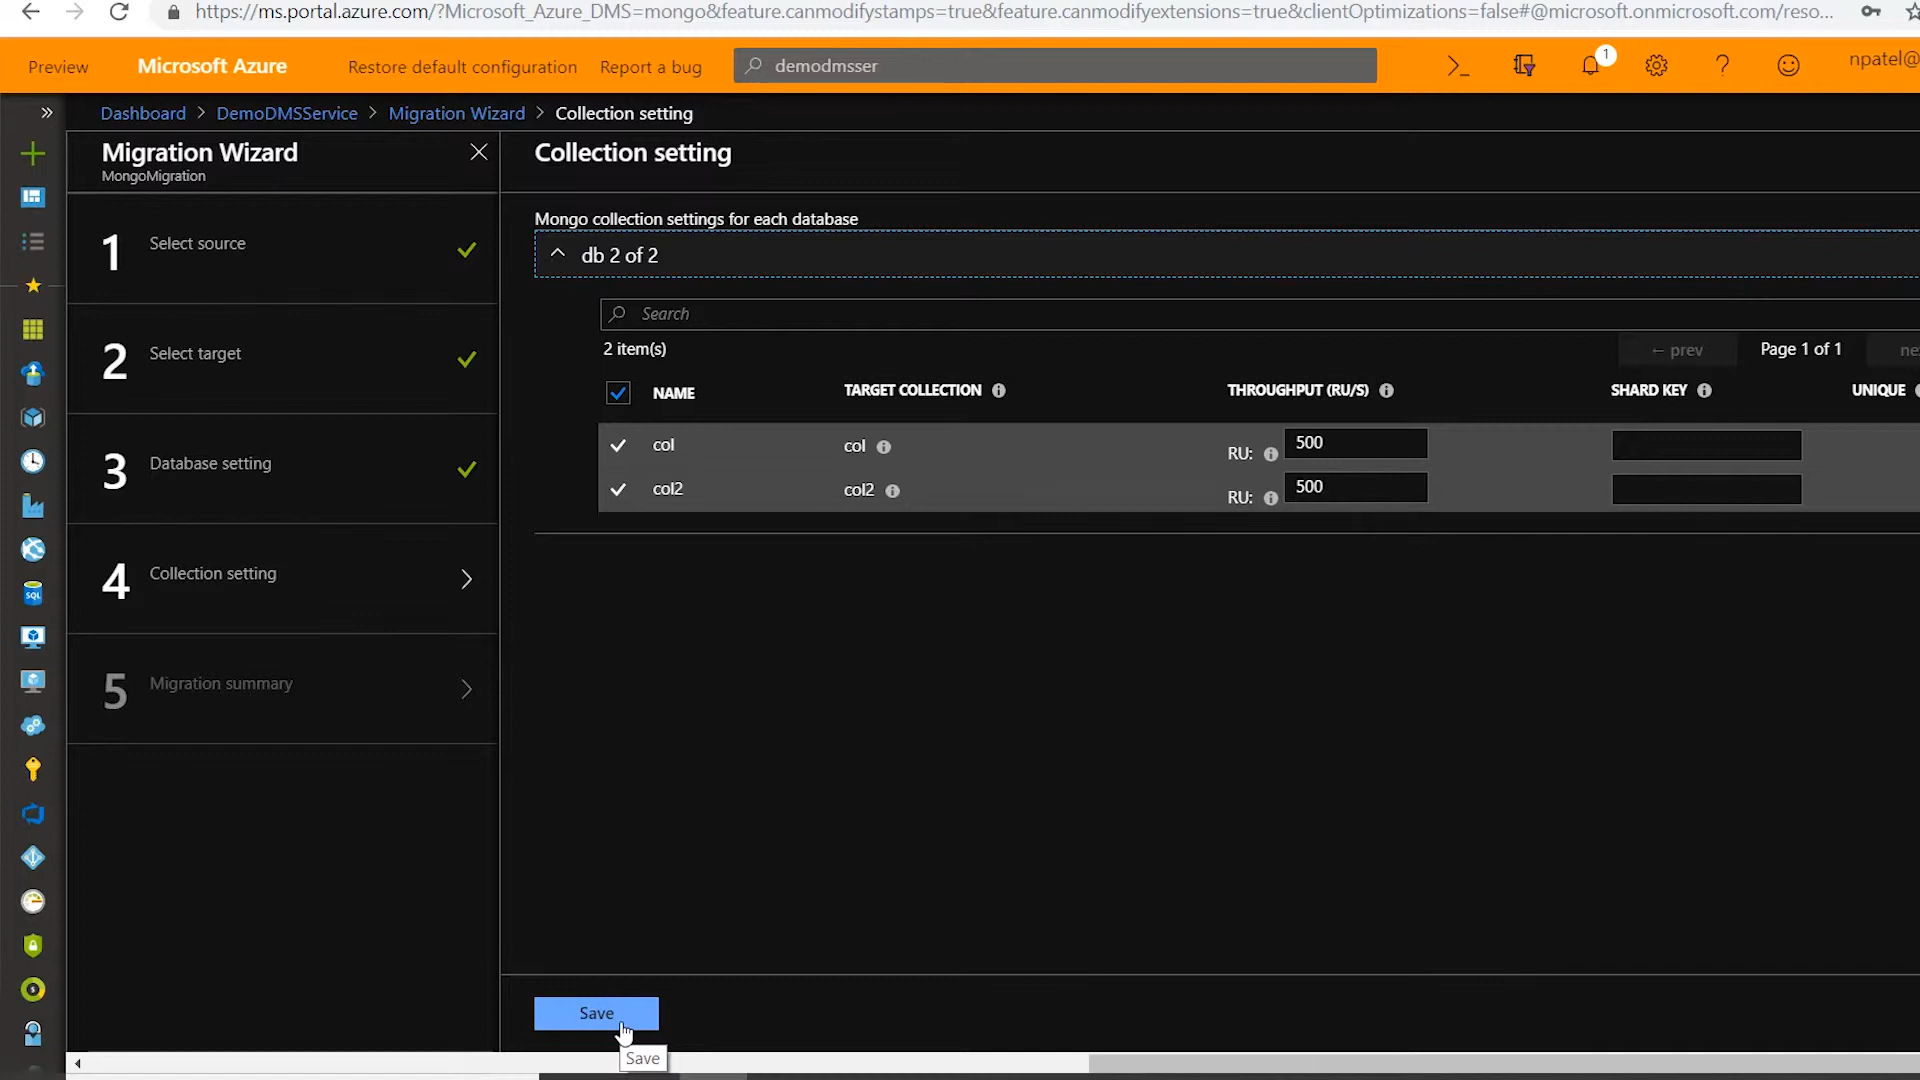 https://ms.portal.azure.com/?Microsoft_Azure_DMS=mongo&feature.canmodifystamps=true&feature.canmodifyextensions=true&clientOptimizations=false#@microsoft.onmicrosoft.com/reso...
Preview Microsoft Azure Restore default configuration Report a bug demodmsser 1 npatel@
Dashboard > DemoDMSService > Migration Wizard > Collection setting
Migration Wizard
MongoMigration
1 Select source
2 Select target
3 Database setting
4 Collection setting
5 Migration summary
Collection setting
Mongo collection settings for each database
db 2 of 2
Search
2 item(s) ← prev Page 1 of 1 ne
NAME TARGET COLLECTION THROUGHPUT (RU/S) SHARD KEY UNIQUE
col col RU: 500
col2 col2 RU: 500
Save
Save
SQL